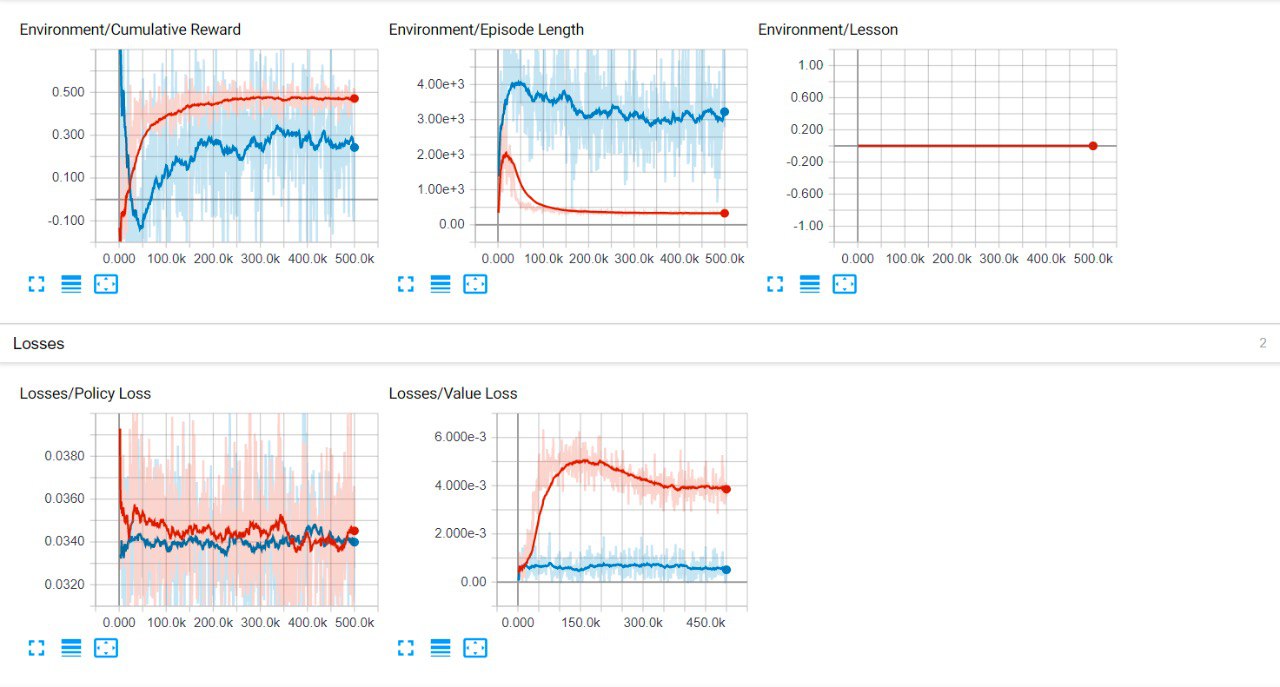 Environment/Cumulative Reward
0.500
0.300
0.100
-0.100
0.000 100.0k 200.0k 300.0k 400.0k 500.0k
Environment/Episode Length
4.00e+3
3.00e+3
2.00e+3
1.00e+3
0.00
0.000 100.0k 200.0k 300.0k 400.0k 500.0k
Environment/Lesson
1.00
0.600
0.200
-0.200
-0.600
-1.00
0.000 100.0k 200.0k 300.0k 400.0k 500.0k
Losses
2
Losses/Policy Loss
0.0380
0.0360
0.0340
0.0320
0.000 100.0k 200.0k 300.0k 400.0k 500.0k
Losses/Value Loss
6.000e-3
4.000e-3
2.000e-3
0.00
0.000 150.0k 300.0k 450.0k